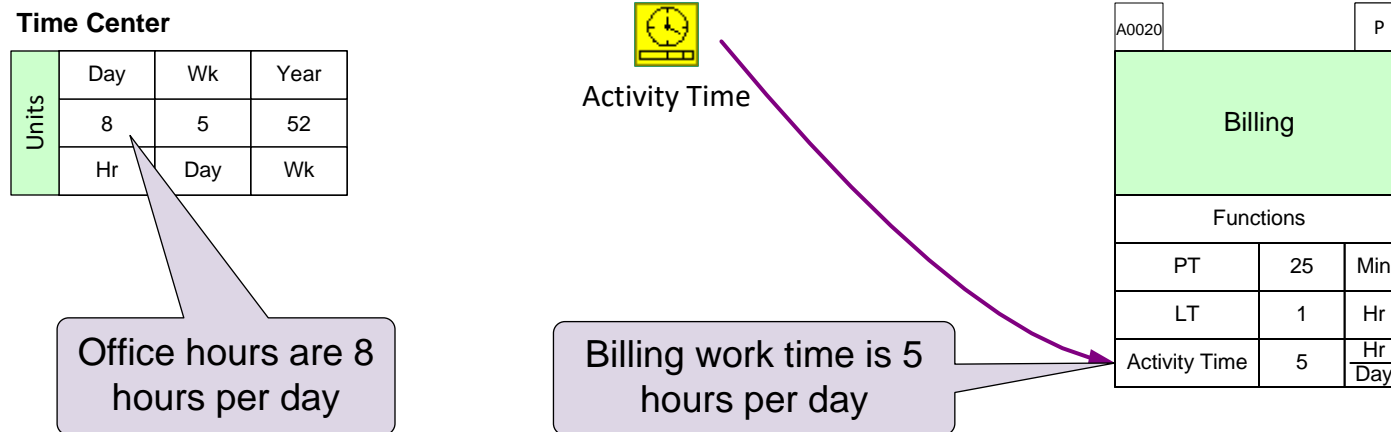 Time Center
Units
Day Wk Year
8 5 52
Hr Day Wk
Office hours are 8
hours per day
Activity Time
Billing work time is 5
hours per day
A0020 P
Billing
Functions
PT 25 Min
LT 1 Hr
Activity Time 5 Hr
Day